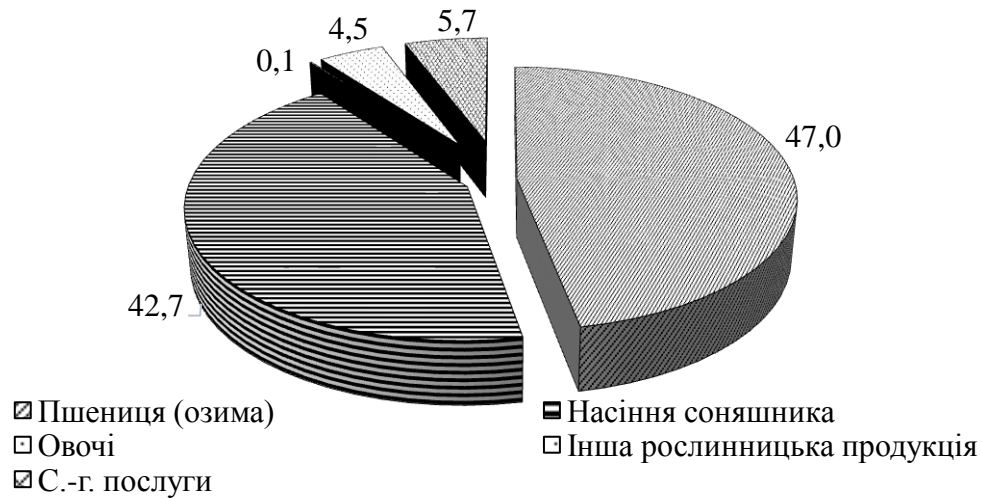 4,5
5,7
0,1
47,0
42,7
Пшениця (озима)
Насіння соняшника
Овочі
Інша рослинницька продукція
С.-г. послуги